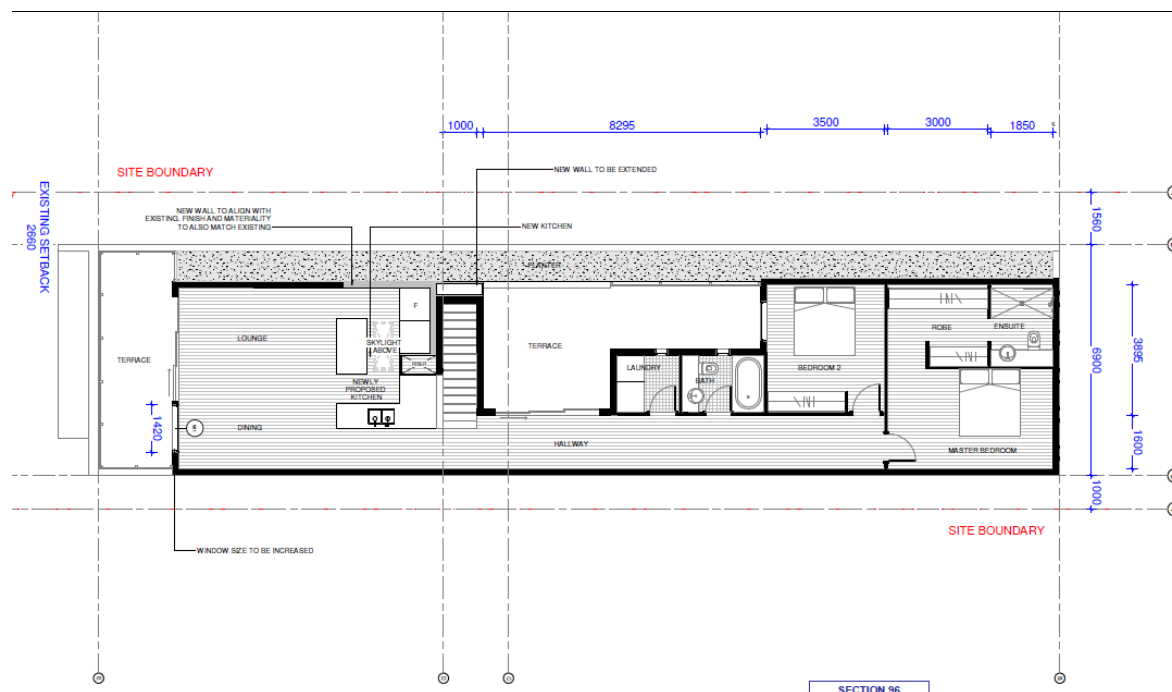 1000
8295
3500
3000
1850
SITE BOUNDARY
NEW WALL TO BE EXTENDED
EXISTING SETBACK
2660
NEW WALL TO ALIGN WITH
EXISTING. FINISH AND MATERIALITY
TO ALSO MATCH EXISTING
NEW KITCHEN
1560
PLANTER
F
ROBE
ENSUITE
LOUNGE
SKYLIGHT
ABOVE
TERRACE
TERRACE
3895
6900
RISER
LAUNDRY
BATH
BEDROOM 2
NEWLY
PROPOSED
KITCHEN
1420
DINING
HALLWAY
MASTER BEDROOM
1600
1000
SITE BOUNDARY
WINDOW SIZE TO BE INCREASED
SECTION 96